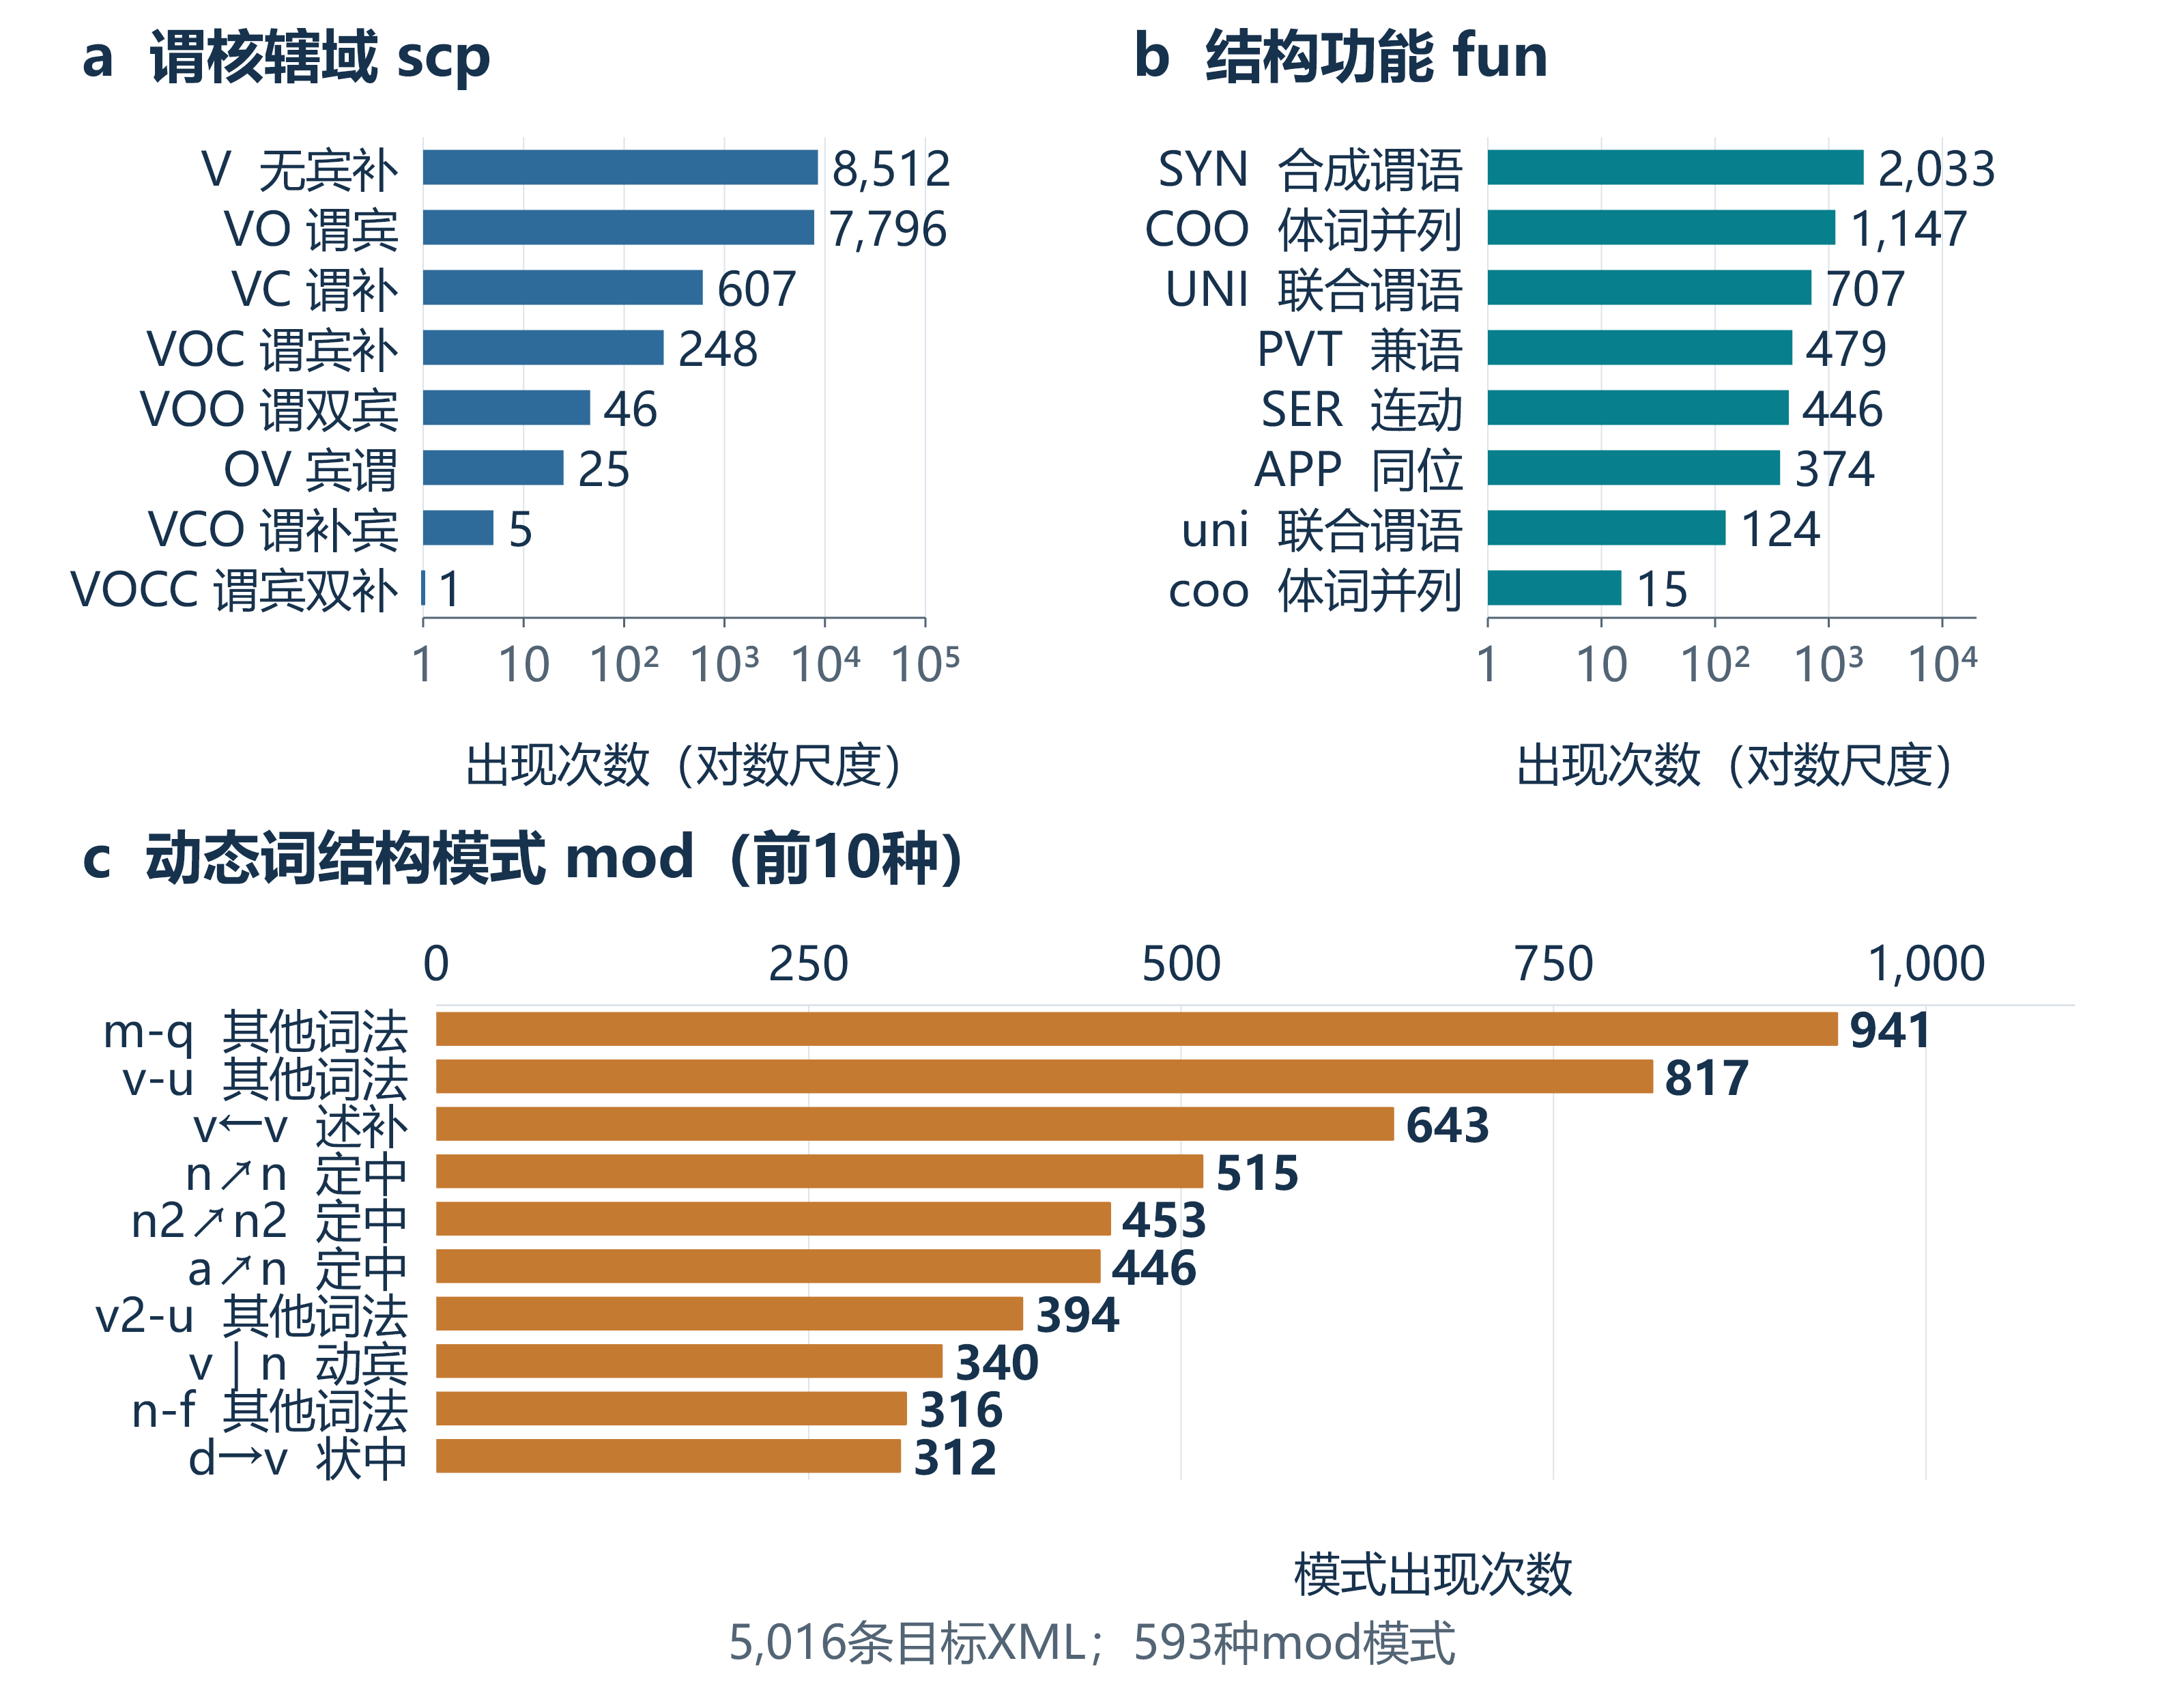 a 谓核辖域 scp
V 无宾补 8,512
VO 谓宾 7,796
VC 谓补 607
VOC 谓宾补 248
VOO 谓双宾 46
OV 宾谓 25
VCO 谓补宾 5
VOCC 谓宾双补 1
1 10 10² 10³ 10⁴ 10⁵
出现次数（对数尺度）
b 结构功能 fun
SYN 合成谓语 2,033
COO 体词并列 1,147
UNI 联合谓语 707
PVT 兼语 479
SER 连动 446
APP 同位 374
uni 联合谓语 124
coo 体词并列 15
1 10 10² 10³ 10⁴
出现次数（对数尺度）
c 动态词结构模式 mod（前10种）
0 250 500 750 1,000
m-q 其他词法 941
v-u 其他词法 817
v←v 述补 643
n↗n 定中 515
n2↗n2 定中 453
a↗n 定中 446
v2-u 其他词法 394
v|n 动宾 340
n-f 其他词法 316
d→v 状中 312
模式出现次数
5,016条目标XML；593种mod模式